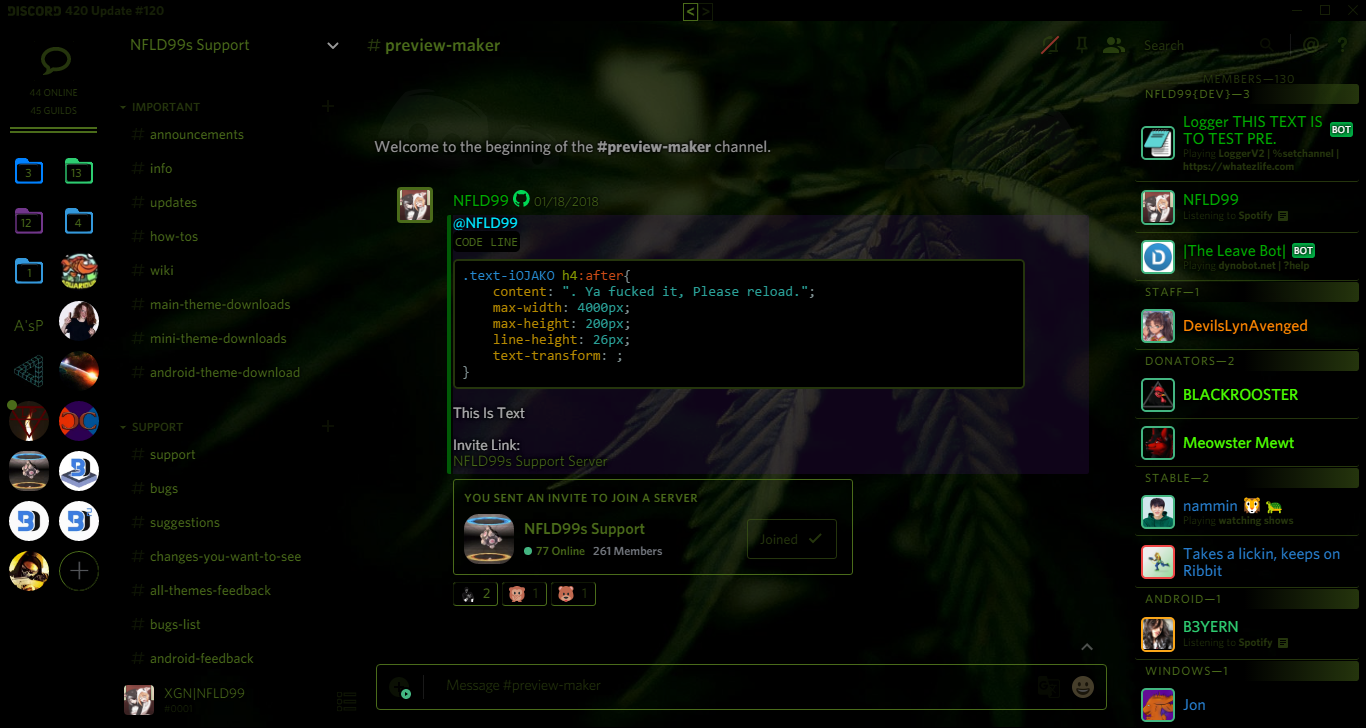 DISCORD 420 Update #120
< >
NFLD99s Support
44 ONLINE
45 GUILDS
3
13
12
4
1
A'sP
IMPORTANT
# announcements
# info
# updates
# how-tos
# wiki
# main-theme-downloads
# mini-theme-downloads
# android-theme-download
SUPPORT
# support
# bugs
# suggestions
# changes-you-want-to-see
# all-themes-feedback
# bugs-list
# android-feedback
XGN|NFLD99
#0001
# preview-maker
Search
Welcome to the beginning of the #preview-maker channel.
NFLD99 01/18/2018
@NFLD99
CODE LINE
.text-iOJAKO h4:after{
content: ". Ya fucked it, Please reload.";
max-width: 4000px;
max-height: 200px;
line-height: 26px;
text-transform: ;
}
This Is Text
Invite Link:
NFLD99s Support Server
YOU SENT AN INVITE TO JOIN A SERVER
NFLD99s Support
77 Online 261 Members
Joined
2
1
1
Message #preview-maker
MEMBERS—130
NFLD99{DEV}—3
Logger THIS TEXT IS
TO TEST PRE. BOT
Playing LoggerV2 | %setchannel |
https://whatezlife.com
NFLD99
Listening to Spotify
|The Leave Bot| BOT
Playing dynobot.net | ?help
STAFF—1
DevilsLynAvenged
DONATORS—2
BLACKROOSTER
Meowster Mewt
STABLE—2
nammin 🐯 🐢
Playing watching shows
Takes a lickin, keeps on
Ribbit
ANDROID—1
B3YERN
Listening to Spotify
WINDOWS—1
Jon